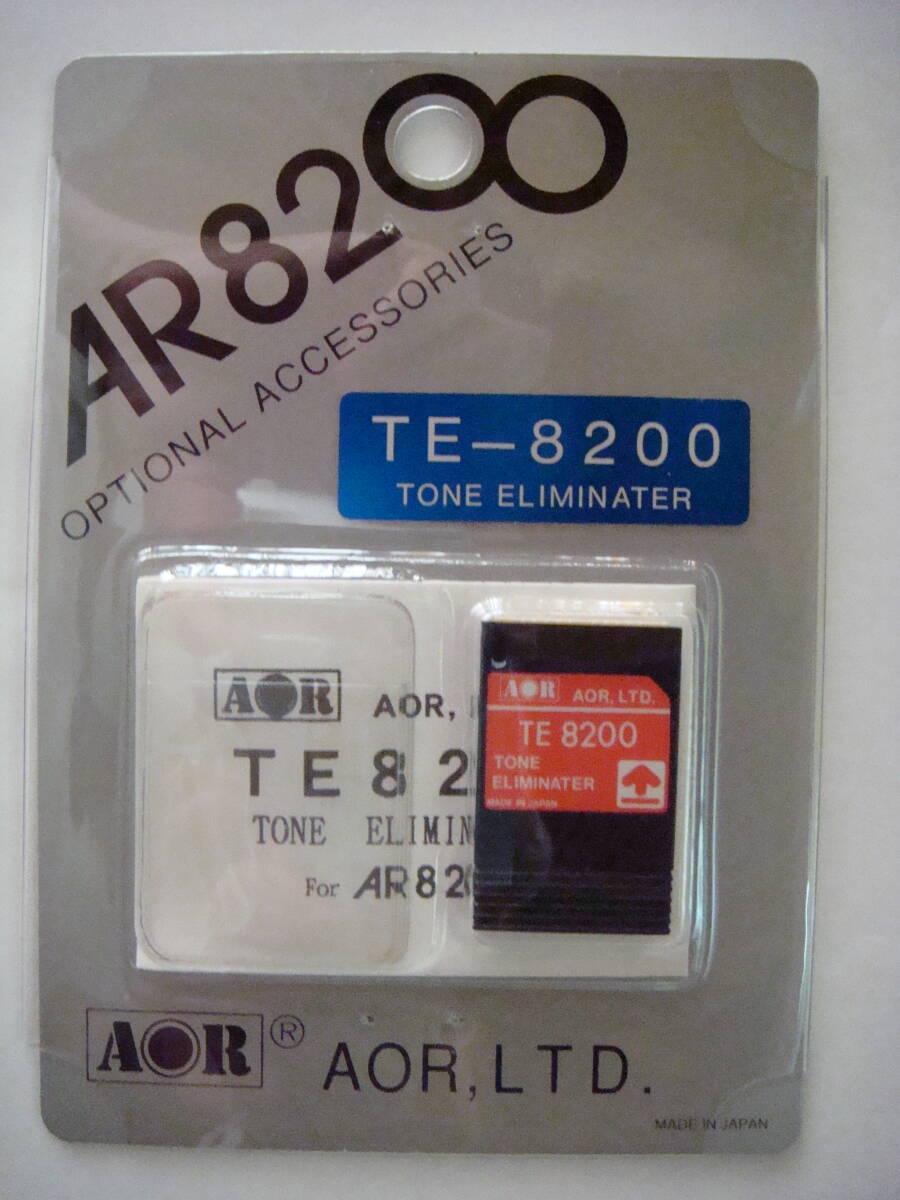 AR8200
OPTIONAL ACCESSORIES
TE-8200
TONE ELIMINATER
AOR
AOR,
TE 82
TONE ELIMIN
For AR82
AOR AOR, LTD.
TE 8200
TONE
ELIMINATER
MADE IN JAPAN
AOR ® AOR, LTD.
MADE IN JAPAN